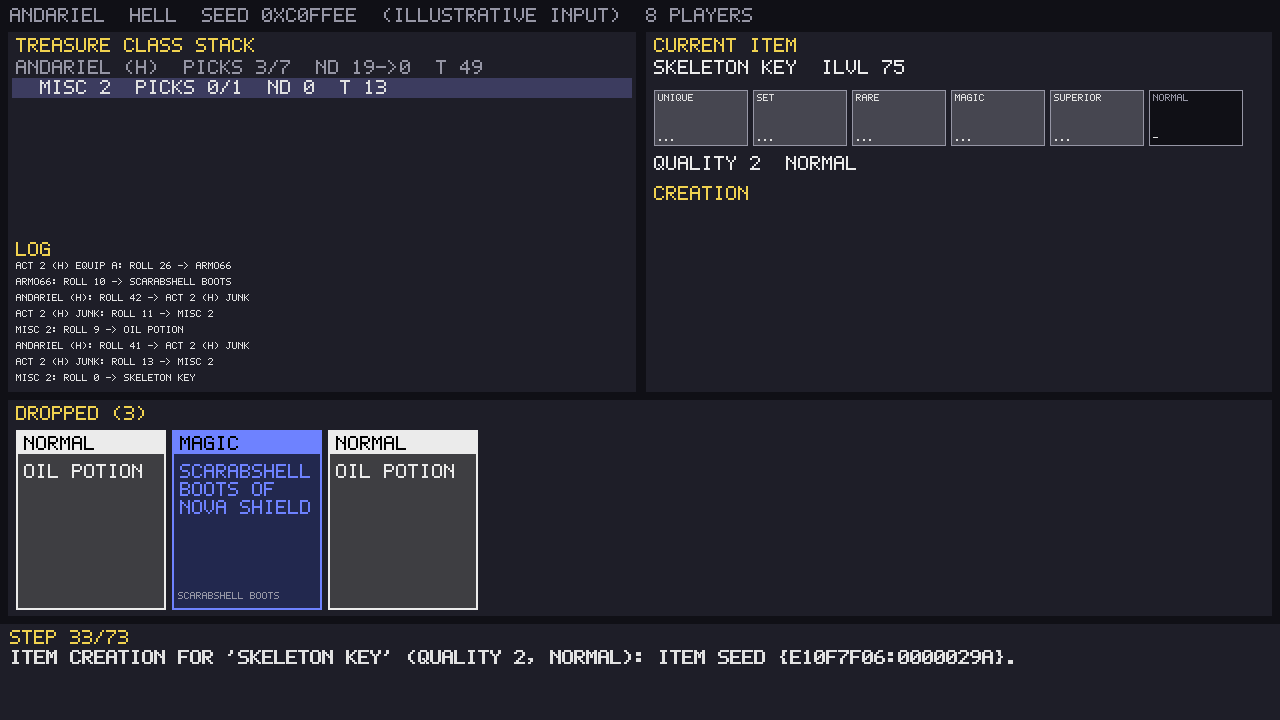 ANDARIEL HELL SEED 0XC0FFEE (ILLUSTRATIVE INPUT) 8 PLAYERS
TREASURE CLASS STACK
ANDARIEL (H) PICKS 3/7 ND 19->0 T 49
MISC 2 PICKS 0/1 ND 0 T 13
LOG
ACT 2 (H) EQUIP A: ROLL 26 -> ARMO66
ARMO66: ROLL 10 -> SCARABSHELL BOOTS
ANDARIEL (H): ROLL 42 -> ACT 2 (H) JUNK
ACT 2 (H) JUNK: ROLL 11 -> MISC 2
MISC 2: ROLL 9 -> OIL POTION
ANDARIEL (H): ROLL 41 -> ACT 2 (H) JUNK
ACT 2 (H) JUNK: ROLL 13 -> MISC 2
MISC 2: ROLL 0 -> SKELETON KEY
CURRENT ITEM
SKELETON KEY ILVL 75
UNIQUE SET RARE MAGIC SUPERIOR NORMAL
... ... ... ... ... _
QUALITY 2 NORMAL
CREATION
DROPPED (3)
NORMAL
OIL POTION
MAGIC
SCARABSHELL
BOOTS OF
NOVA SHIELD
SCARABSHELL BOOTS
NORMAL
OIL POTION
STEP 33/73
ITEM CREATION FOR 'SKELETON KEY' (QUALITY 2, NORMAL): ITEM SEED {E10F7F06:0000029A}.